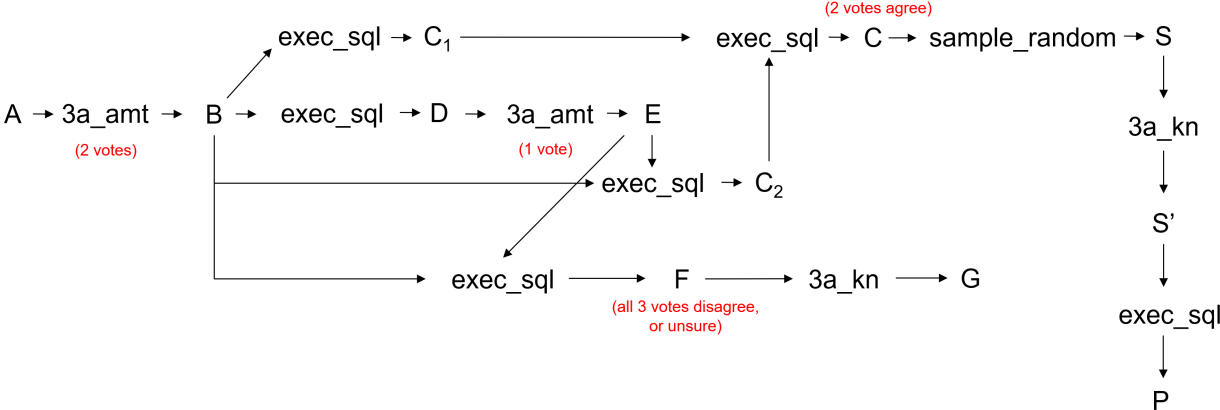 (2 votes agree)
exec_sql C₁ exec_sql C sample_random S
A 3a_amt B exec_sql D 3a_amt E
3a_kn
(2 votes) (1 vote)
exec_sql C₂
S’
exec_sql F 3a_kn G
(all 3 votes disagree,
or unsure)
exec_sql
P